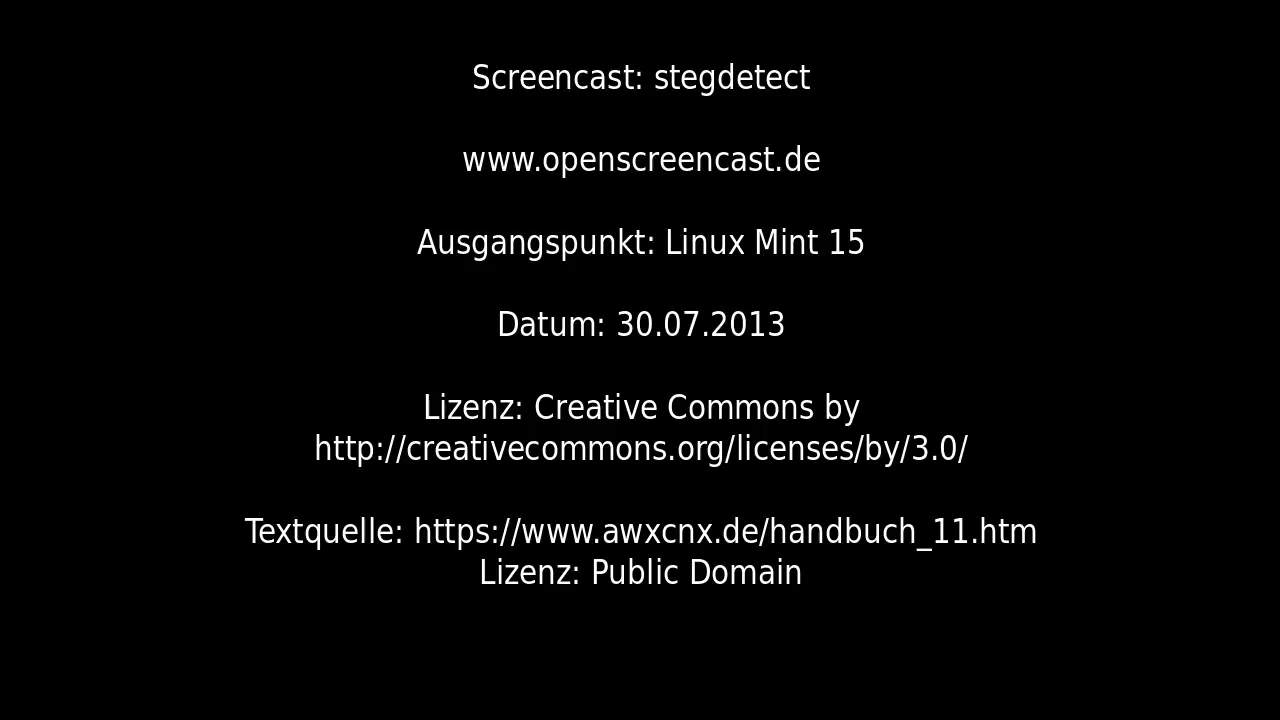 Screencast: stegdetect
www.openscreencast.de
Ausgangspunkt: Linux Mint 15
Datum: 30.07.2013
Lizenz: Creative Commons by
http://creativecommons.org/licenses/by/3.0/
Textquelle: https://www.awxcnx.de/handbuch_11.htm
Lizenz: Public Domain